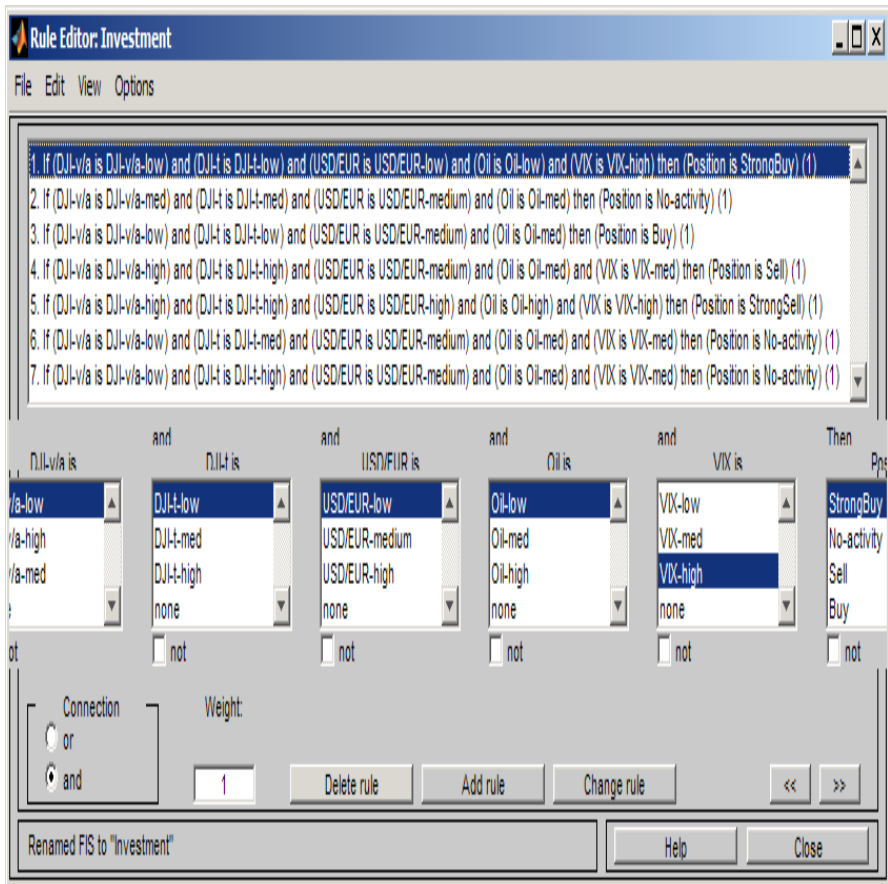 Rule Editor: Investment
File Edit View Options
1. If (DJI-v/a is DJI-v/a-low) and (DJI-t is DJI-t-low) and (USD/EUR is USD/EUR-low) and (Oil is Oil-low) and (VIX is VIX-high) then (Position is StrongBuy) (1)
2. If (DJI-v/a is DJI-v/a-med) and (DJI-t is DJI-t-med) and (USD/EUR is USD/EUR-medium) and (Oil is Oil-med) then (Position is No-activity) (1)
3. If (DJI-v/a is DJI-v/a-low) and (DJI-t is DJI-t-low) and (USD/EUR is USD/EUR-medium) and (Oil is Oil-med) then (Position is Buy) (1)
4. If (DJI-v/a is DJI-v/a-high) and (DJI-t is DJI-t-high) and (USD/EUR is USD/EUR-medium) and (Oil is Oil-med) and (VIX is VIX-med) then (Position is Sell) (1)
5. If (DJI-v/a is DJI-v/a-high) and (DJI-t is DJI-t-high) and (USD/EUR is USD/EUR-high) and (Oil is Oil-high) and (VIX is VIX-high) then (Position is StrongSell) (1)
6. If (DJI-v/a is DJI-v/a-low) and (DJI-t is DJI-t-med) and (USD/EUR is USD/EUR-medium) and (Oil is Oil-med) and (VIX is VIX-med) then (Position is No-activity) (1)
7. If (DJI-v/a is DJI-v/a-low) and (DJI-t is DJI-t-high) and (USD/EUR is USD/EUR-medium) and (Oil is Oil-med) and (VIX is VIX-med) then (Position is No-activity) (1)
and and and and Then
DJI-v/a is DJI-t is USD/EUR is Oil is VIX is Pos
/a-low DJI-t-low USD/EUR-low Oil-low VIX-low StrongBuy
/a-high DJI-t-med USD/EUR-medium Oil-med VIX-med No-activity
/a-med DJI-t-high USD/EUR-high Oil-high VIX-high Sell
none none none none Buy
ot not not not not not
Connection Weight:
or
and 1 Delete rule Add rule Change rule << >>
Renamed FIS to "Investment" Help Close